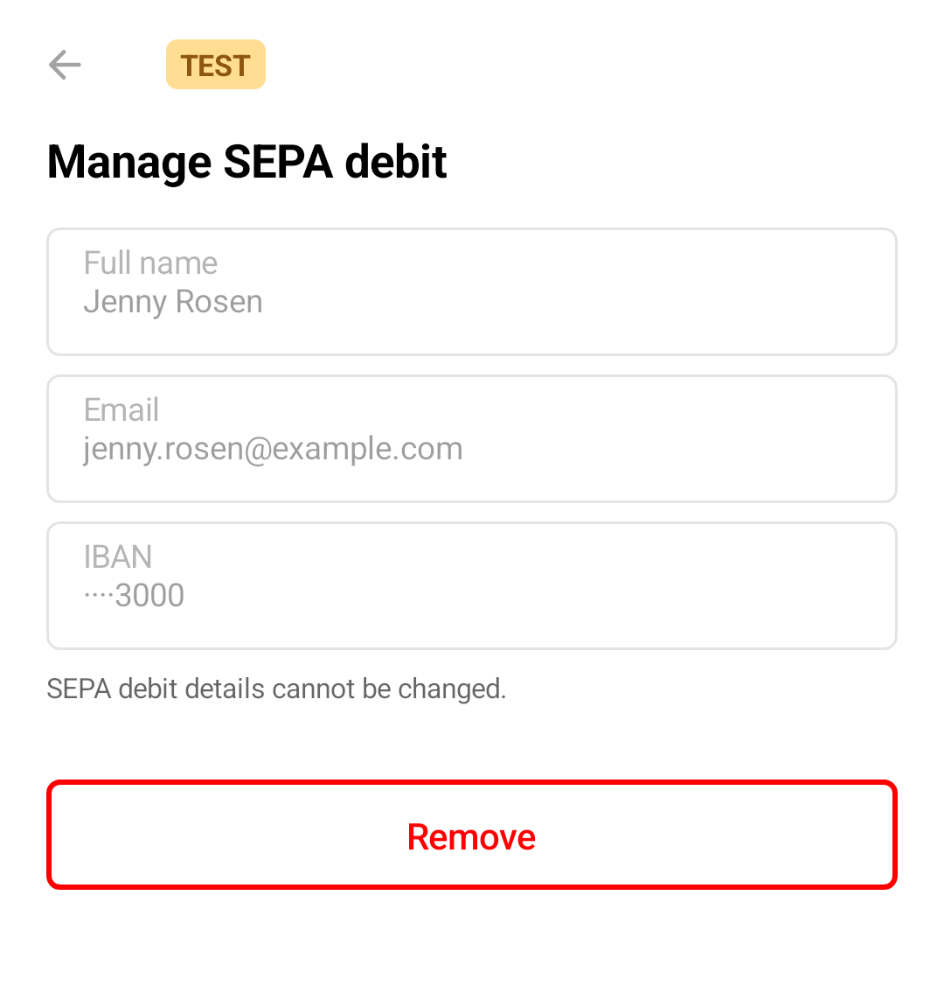 TEST
Manage SEPA debit
Full name
Jenny Rosen
Email
jenny.rosen@example.com
IBAN
····3000
SEPA debit details cannot be changed.
Remove